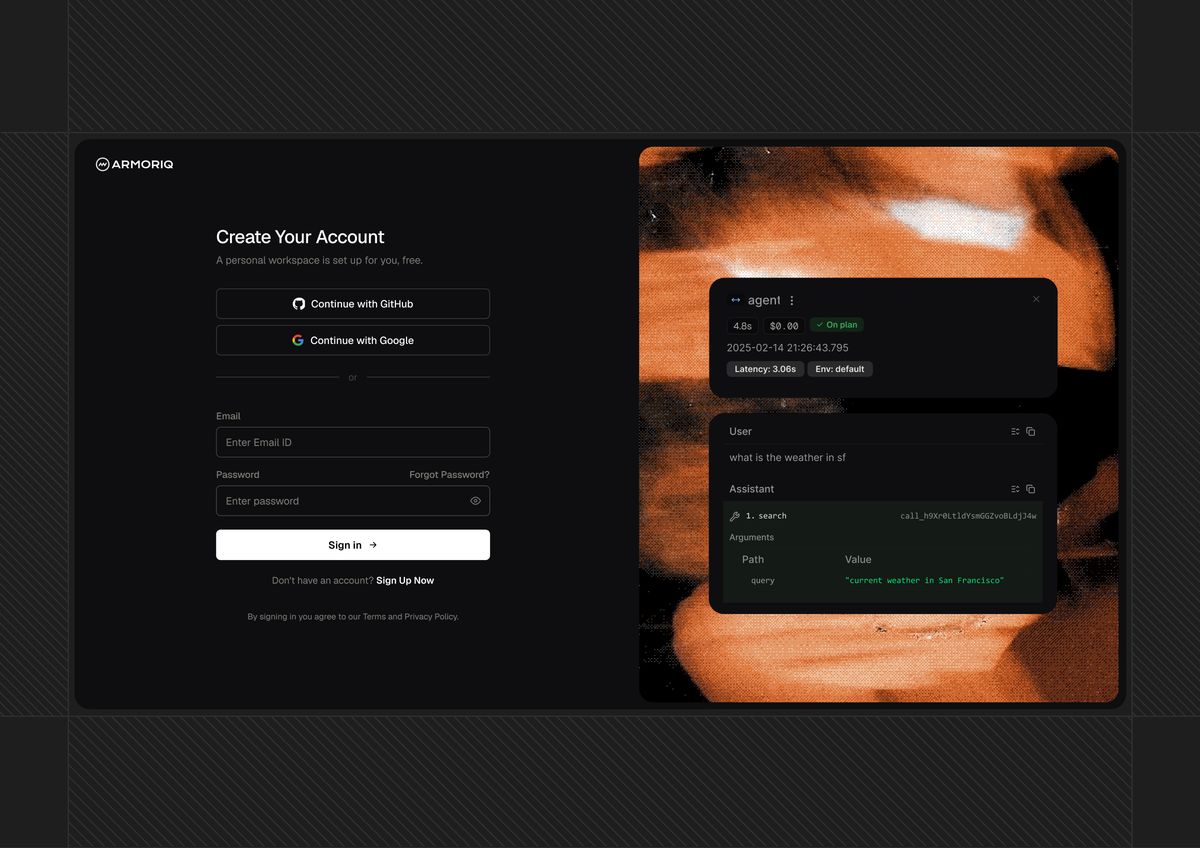 ARMORIQ
Create Your Account
A personal workspace is set up for you, free.
Continue with GitHub
Continue with Google
or
Email
Enter Email ID
Password Forgot Password?
Enter password
Sign in →
Don't have an account? Sign Up Now
By signing in you agree to our Terms and Privacy Policy.
agent
4.8s $0.00 On plan
2025-02-14 21:26:43.795
Latency: 3.06s Env: default
User
what is the weather in sf
Assistant
1. search call_h9Xr0LtldYsmGGZvoBLdjJ4w
Arguments
Path Value
query "current weather in San Francisco"